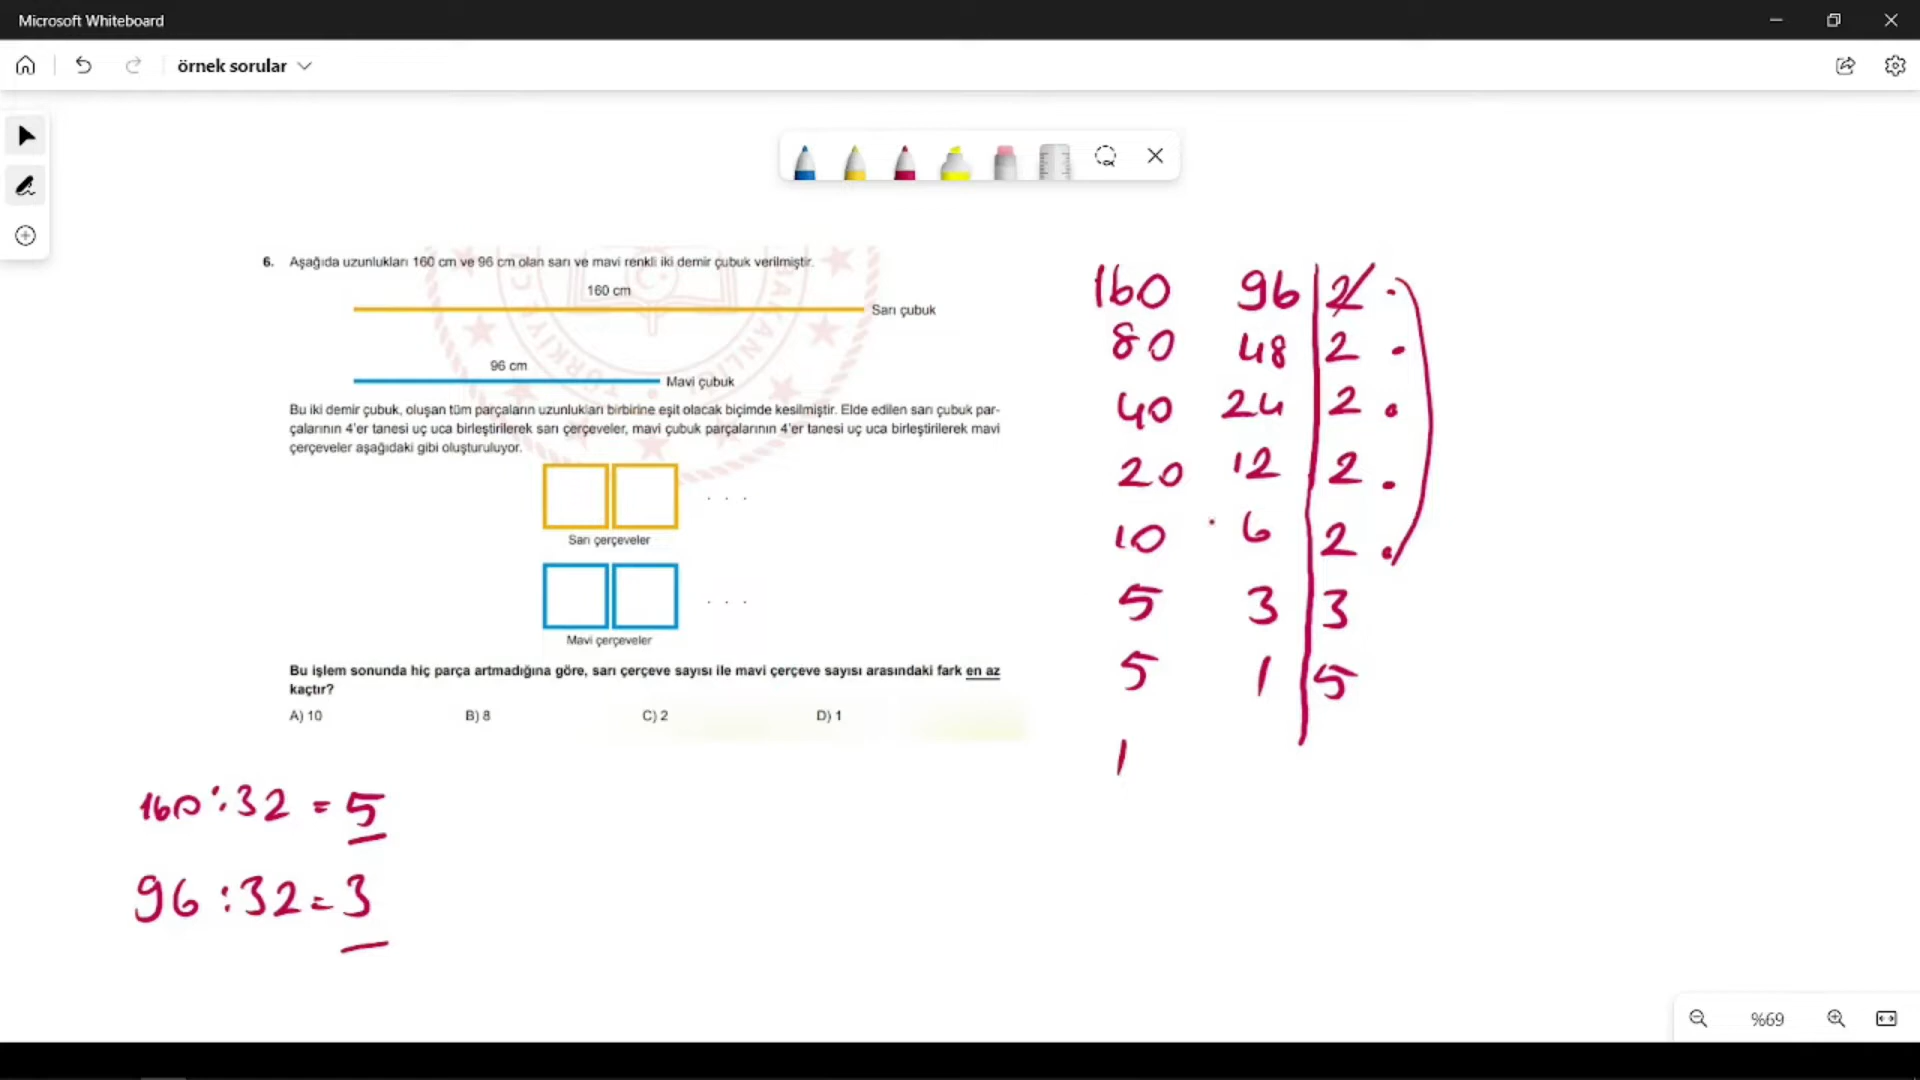 Microsoft Whiteboard
örnek sorular
6. Aşağıda uzunlukları 160 cm ve 96 cm olan sarı ve mavi renkli iki demir çubuk verilmiştir.
160 cm
Sarı çubuk
96 cm
Mavi çubuk
Bu iki demir çubuk, oluşan tüm parçaların uzunlukları birbirine eşit olacak biçimde kesilmiştir. Elde edilen sarı çubuk par-
çalarının 4'er tanesi uç uca birleştirilerek sarı çerçeveler, mavi çubuk parçalarının 4'er tanesi uç uca birleştirilerek mavi
çerçeveler aşağıdaki gibi oluşturuluyor.
. . .
Sarı çerçeveler
. . .
Mavi çerçeveler
Bu işlem sonunda hiç parça artmadığına göre, sarı çerçeve sayısı ile mavi çerçeve sayısı arasındaki fark en az
kaçtır?
A) 10 B) 8 C) 2 D) 1
160 96 2
80 48 2
40 24 2
20 12 2
10 6 2
5 3 3
5 1 5
1
160:32 = 5
96:32 = 3
%69